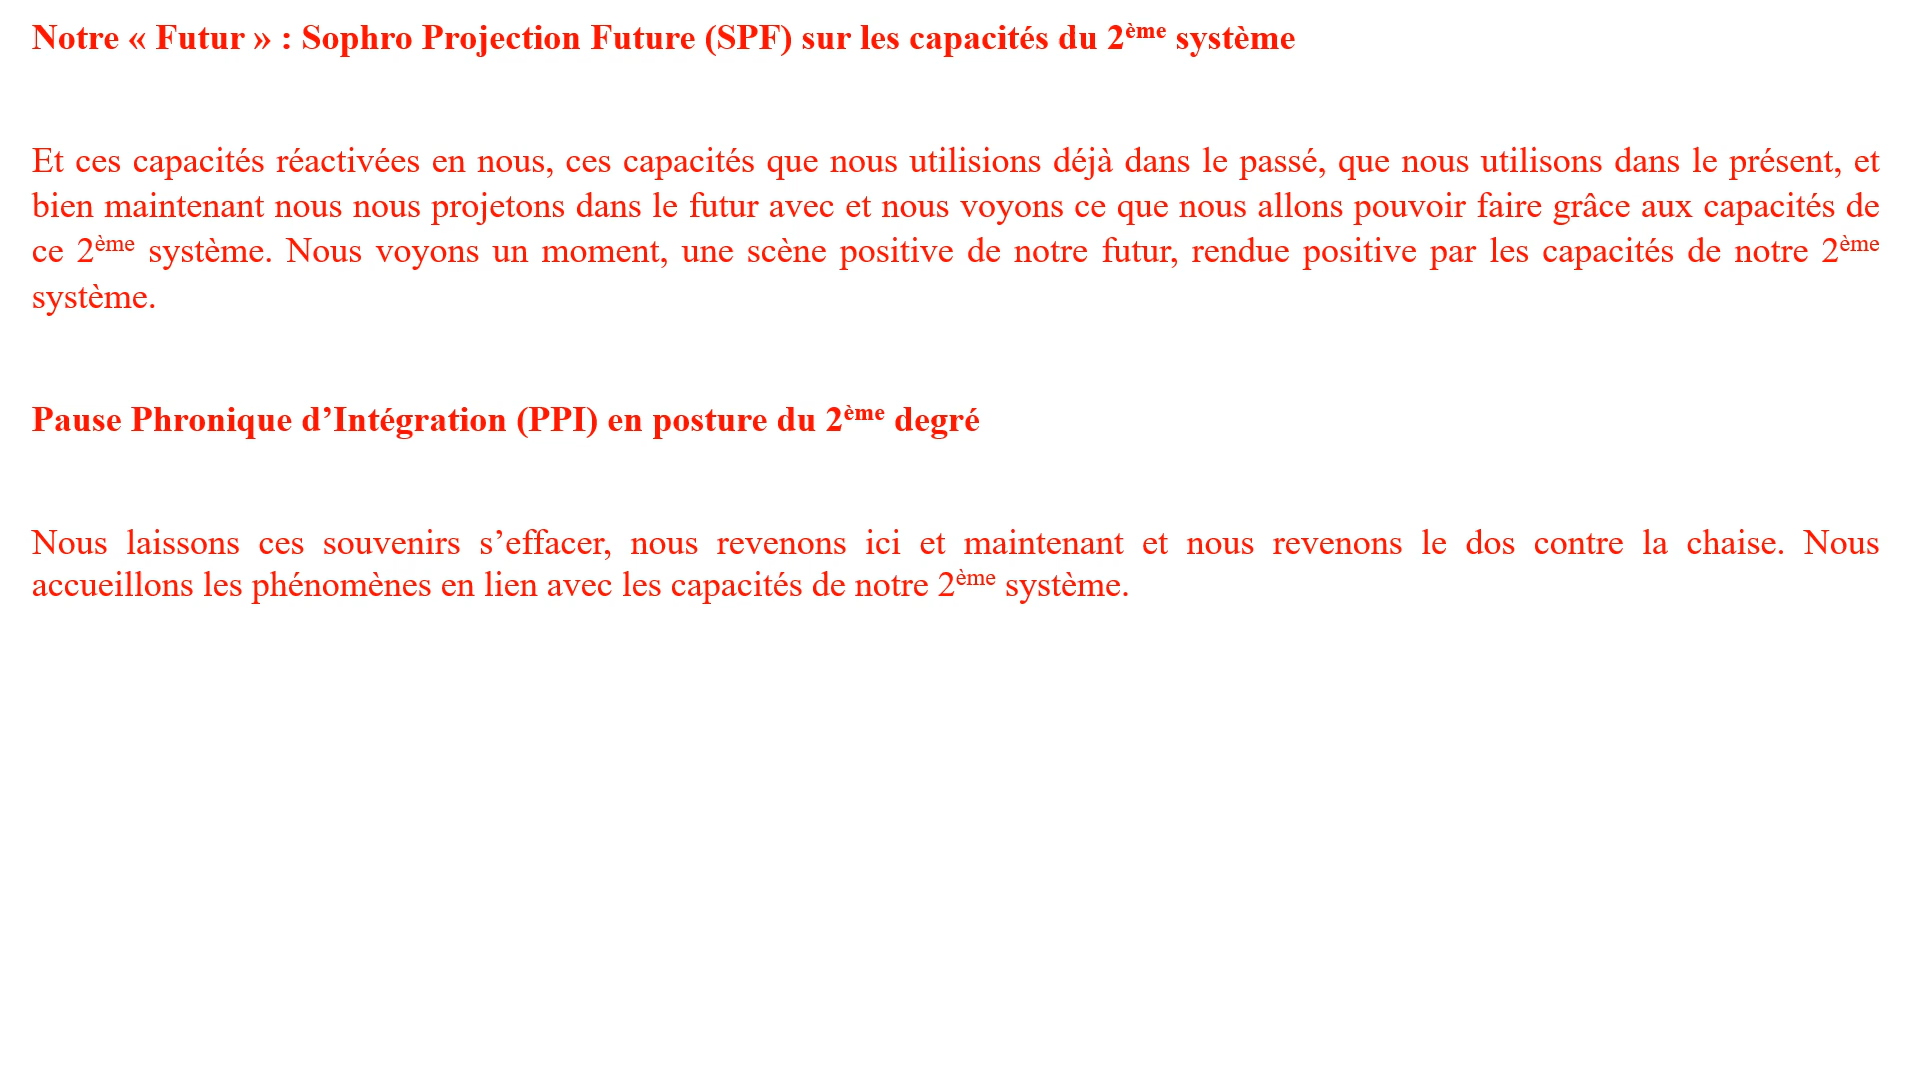 Notre « Futur » : Sophro Projection Future (SPF) sur les capacités du 2ème système
Et ces capacités réactivées en nous, ces capacités que nous utilisions déjà dans le passé, que nous utilisons dans le présent, et
bien maintenant nous nous projetons dans le futur avec et nous voyons ce que nous allons pouvoir faire grâce aux capacités de
ce 2ème système. Nous voyons un moment, une scène positive de notre futur, rendue positive par les capacités de notre 2ème
système.
Pause Phronique d’Intégration (PPI) en posture du 2ème degré
Nous laissons ces souvenirs s’effacer, nous revenons ici et maintenant et nous revenons le dos contre la chaise. Nous
accueillons les phénomènes en lien avec les capacités de notre 2ème système.